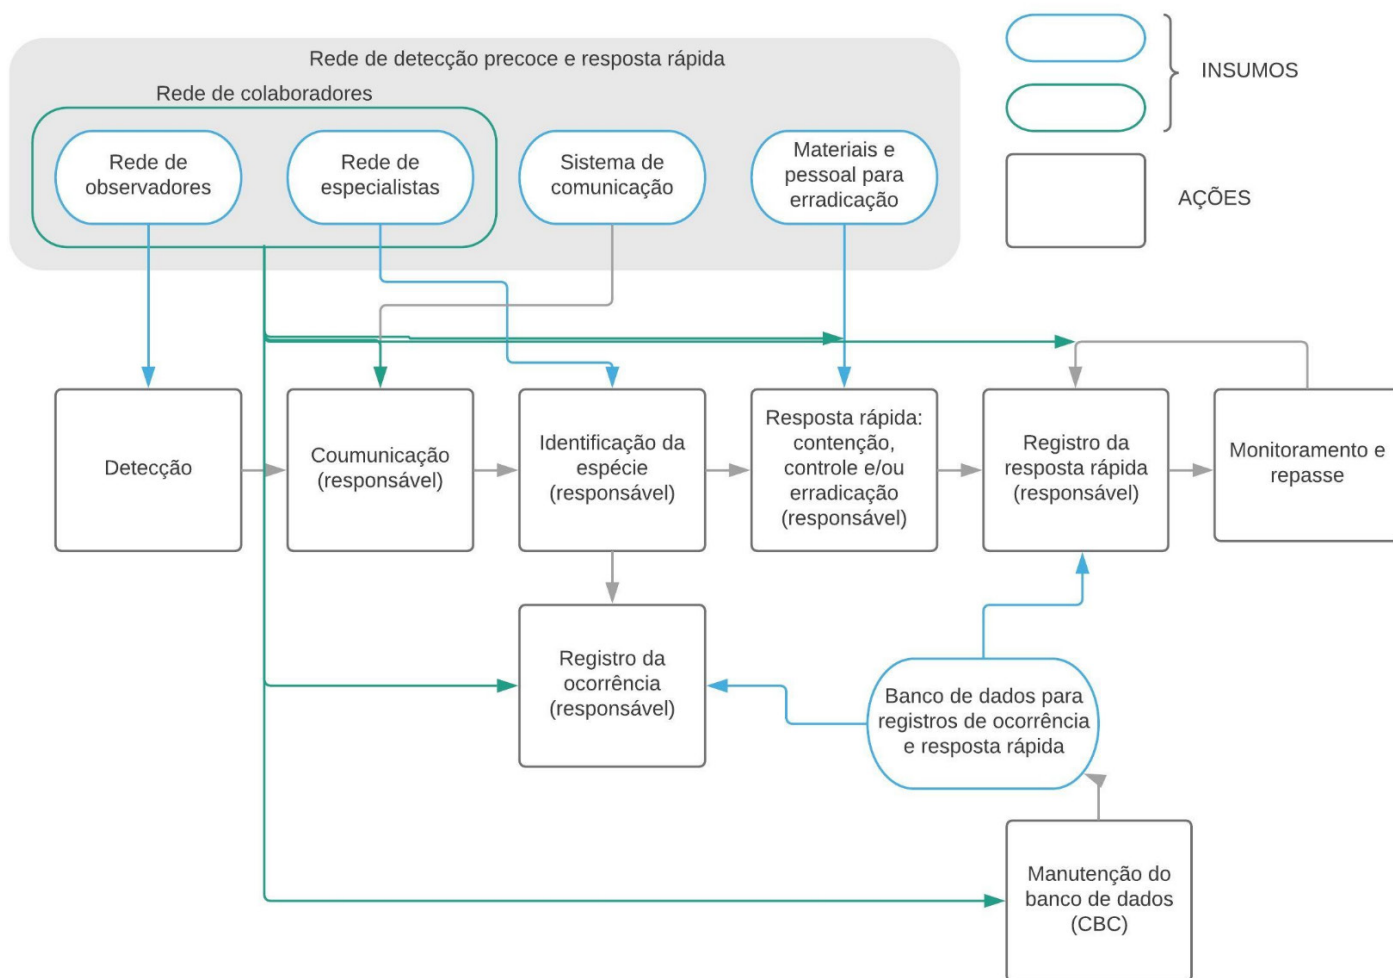 Rede de detecção precoce e resposta rápida
Rede de colaboradores
Rede de
observadores
Rede de
especialistas
Sistema de
comunicação
Materiais e
pessoal para
erradicação
INSUMOS
AÇÕES
Detecção
Coumunicação
(responsável)
Identificação da
espécie
(responsável)
Resposta rápida:
contenção,
controle e/ou
erradicação
(responsável)
Registro da
resposta rápida
(responsável)
Monitoramento e
repasse
Registro da
ocorrência
(responsável)
Banco de dados para
registros de ocorrência
e resposta rápida
Manutenção do
banco de dados
(CBC)